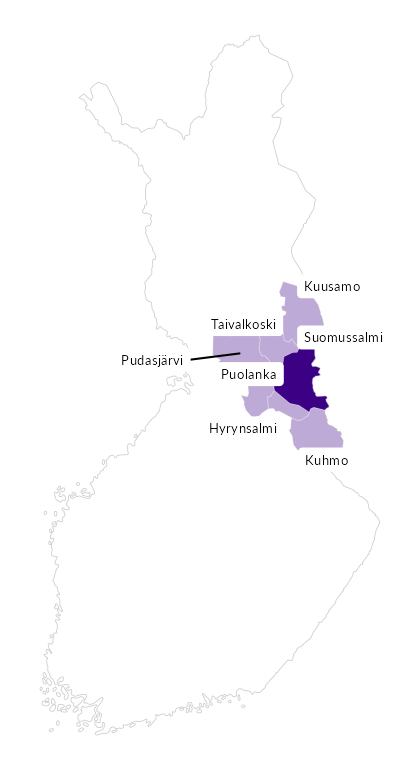 Kuusamo
Taivalkoski
Suomussalmi
Pudasjärvi
Puolanka
Hyrynsalmi
Kuhmo